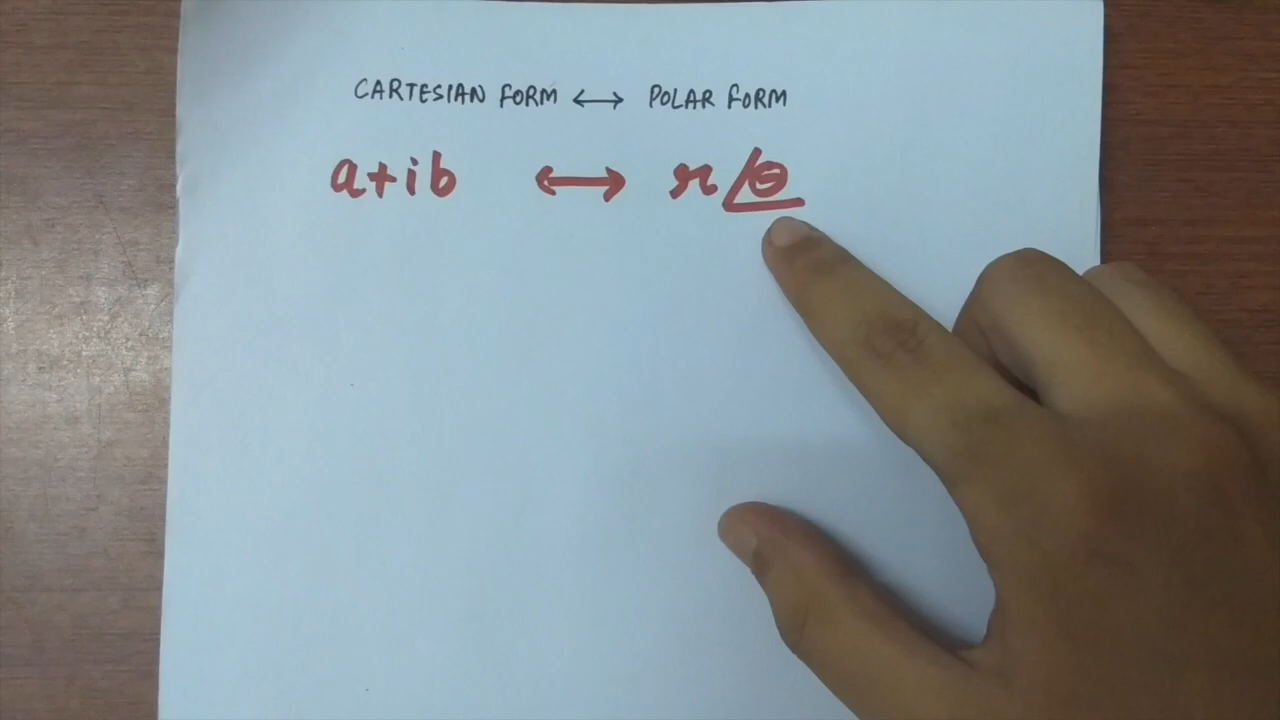 CARTESIAN FORM ↔ POLAR FORM
a+ib ↔ r∠θ